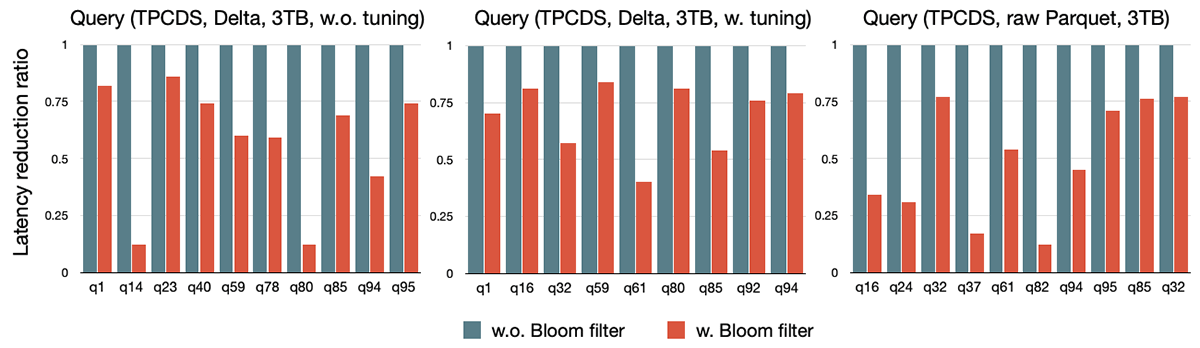 Query (TPCDS, Delta, 3TB, w.o. tuning)
Query (TPCDS, Delta, 3TB, w. tuning)
Query (TPCDS, raw Parquet, 3TB)
Latency reduction ratio
1
0.75
0.5
0.25
0
q1 q14 q23 q40 q59 q78 q80 q85 q94 q95
1
0.75
0.5
0.25
0
q1 q16 q32 q59 q61 q80 q85 q92 q94
1
0.75
0.5
0.25
0
q16 q24 q32 q37 q61 q82 q94 q95 q85 q32
w.o. Bloom filter
w. Bloom filter